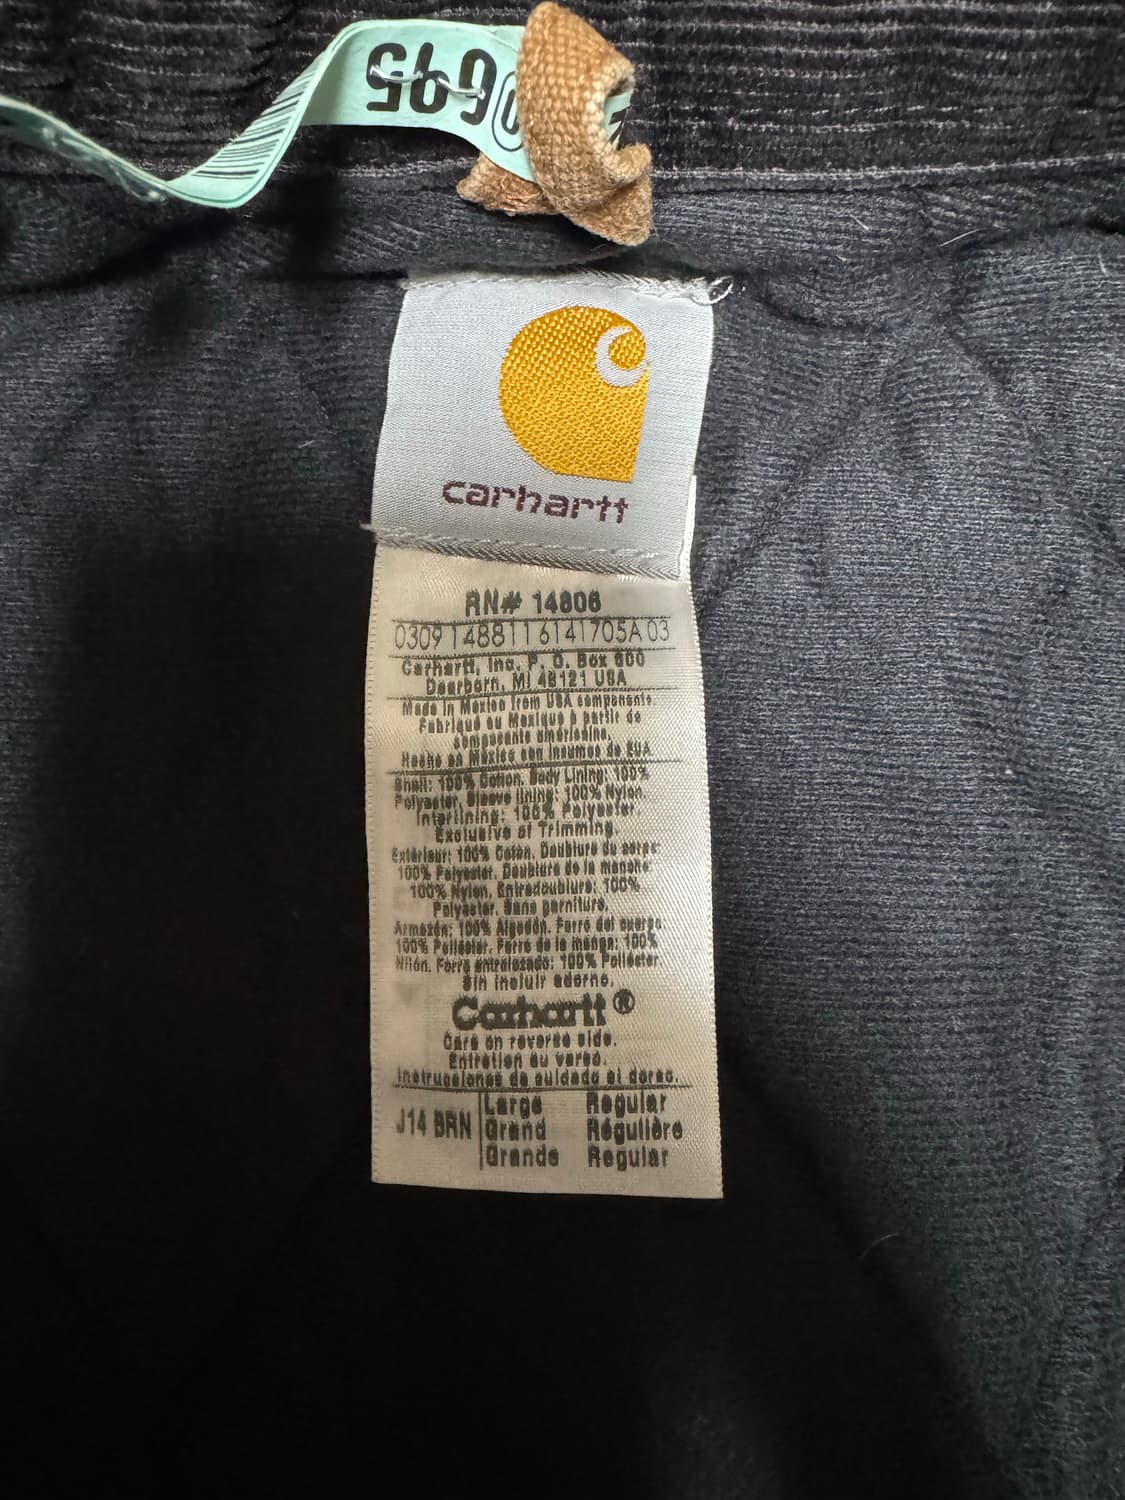 0695
carhartt
RN# 14806
0309 1488116141705A 03
Carhartt, Inc. P. O. Box 600
Dearborn, MI 48121 USA
Made in Mexico from USA components.
Fabriqué au Mexique à partir de
composants américains.
Hecho en México con insumos de EUA
Shell: 100% Cotton. Body Lining: 100%
Polyester. Sleeve lining: 100% Nylon.
Interlining: 100% Polyester.
Exclusive of Trimming.
Extérieur: 100% Coton. Doublure du corps:
100% Polyester. Doublure de la manche:
100% Nylon. Entredoublure: 100%
Polyester. Sans garniture.
Armazón: 100% Algodón. Forro del cuerpo:
100% Poliéster. Forro de la manga: 100%
Nilón. Forro entrelazado: 100% Poliéster.
Sin incluir adorno.
Carhartt®
Care on reverse side.
Entretien au verso.
Instrucciones de cuidado al dorso.
J14 BRN
Large Regular
Grand Régulière
Grande Regular